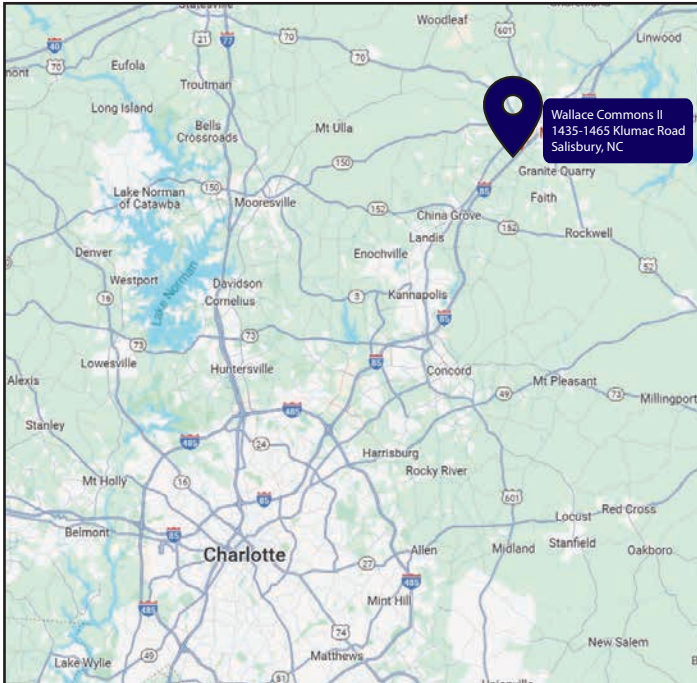 Statesville
Woodleaf
601
Linwood
40
70
21
77
70
70
mont
Eufola
Troutman
Long Island
Bells
Crossroads
Mt Ulla
150
Wallace Commons II
1435-1465 Klumac Road
Salisbury, NC
Granite Quarry
85
Faith
Lake Norman
of Catawba
150
Mooresville
152
China Grove
152
Rockwell
Landis
Denver
Enochville
52
Westport
16
Lake Norman
Davidson
Cornelius
3
Kannapolis
85
73
73
Lowesville
Huntersville
85
Concord
Alexis
Mt Pleasant
49
73
Millingport
Stanley
485
485
24
Harrisburg
Rocky River
Mt Holly
16
85
601
Locust
Red Cross
Belmont
85
Charlotte
Allen
Midland
Stanfield
Oakboro
27
485
Mint Hill
485
74
New Salem
49
Matthews
Lake Wylie
51